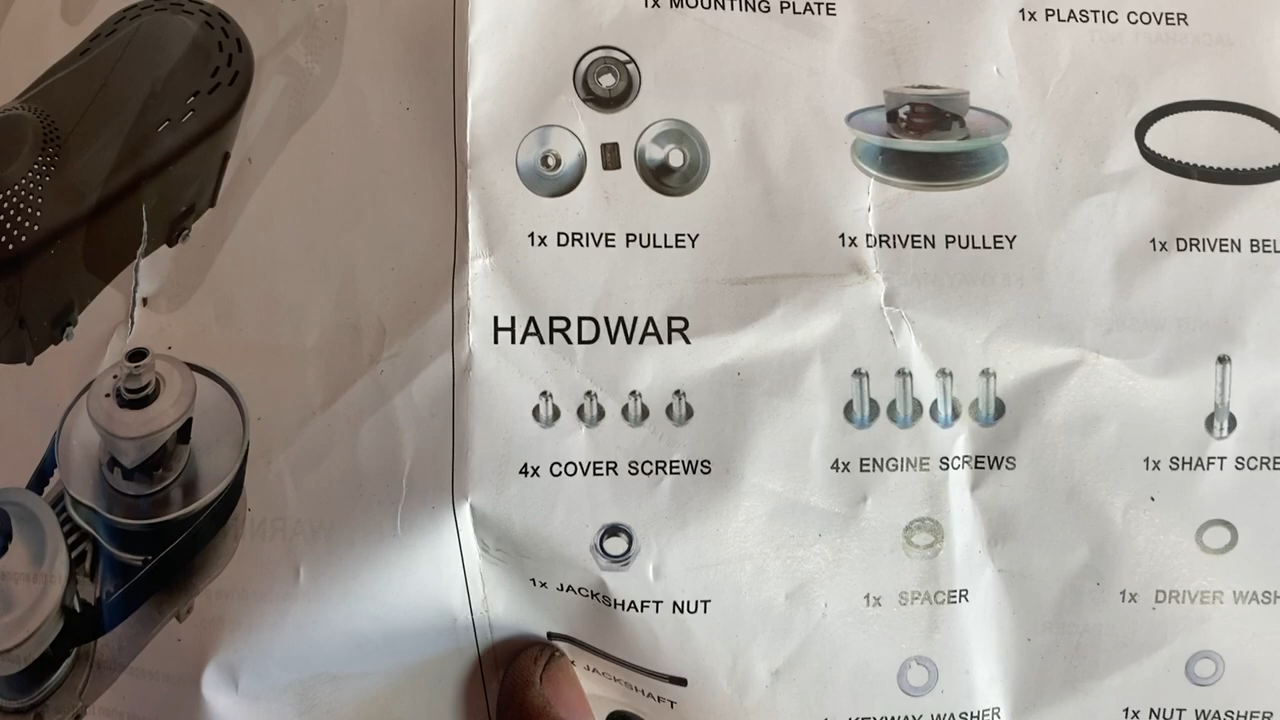 1x MOUNTING PLATE
1x PLASTIC COVER
1x DRIVE PULLEY
1x DRIVEN PULLEY
1x DRIVEN BEL
HARDWAR
4x COVER SCREWS
4x ENGINE SCREWS
1x SHAFT SCRE
1x JACKSHAFT NUT
1x SPACER
1x DRIVER WASH
x JACKSHAFT
KEYWAY WASHER
1x NUT WASHER